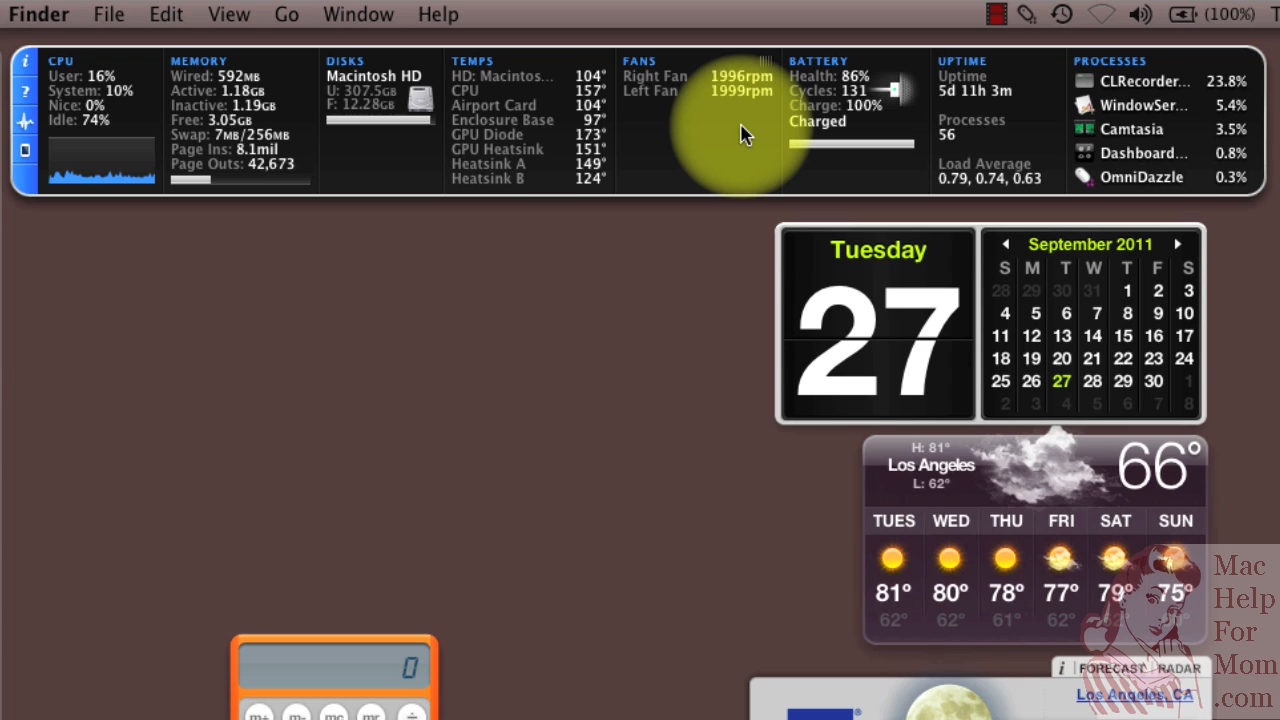 Finder File Edit View Go Window Help (100%)
CPU
User: 16%
System: 10%
Nice: 0%
Idle: 74%
MEMORY
Wired: 592MB
Active: 1.18GB
Inactive: 1.19GB
Free: 3.05GB
Swap: 7MB/256MB
Page Ins: 8.1mil
Page Outs: 42,673
DISKS
Macintosh HD
U: 307.5GB
F: 12.28GB
TEMPS
HD: Macintos... 104°
CPU 157°
Airport Card 104°
Enclosure Base 97°
GPU Diode 173°
GPU Heatsink 151°
Heatsink A 149°
Heatsink B 124°
FANS
Right Fan 1996rpm
Left Fan 1999rpm
BATTERY
Health: 86%
Cycles: 131
Charge: 100%
Charged
UPTIME
Uptime
5d 11h 3m
Processes
56
Load Average
0.79, 0.74, 0.63
PROCESSES
CLRecorder... 23.8%
WindowSer... 5.4%
Camtasia 3.5%
Dashboard... 0.8%
OmniDazzle 0.3%
Tuesday
27
September 2011
S M T W T F S
28 29 30 31 1 2 3
4 5 6 7 8 9 10
11 12 13 14 15 16 17
18 19 20 21 22 23 24
25 26 27 28 29 30 1
2 3 4 5 6 7 8
H: 81°
Los Angeles
L: 62°
66°
TUES WED THU FRI SAT SUN
81° 80° 78° 77° 79° 75°
62° 62° 61° 62° 62°
Mac
Help
For
Mom
.com
i FORECAST RADAR
Los Angeles, CA
0
m+ m- mc mr ÷